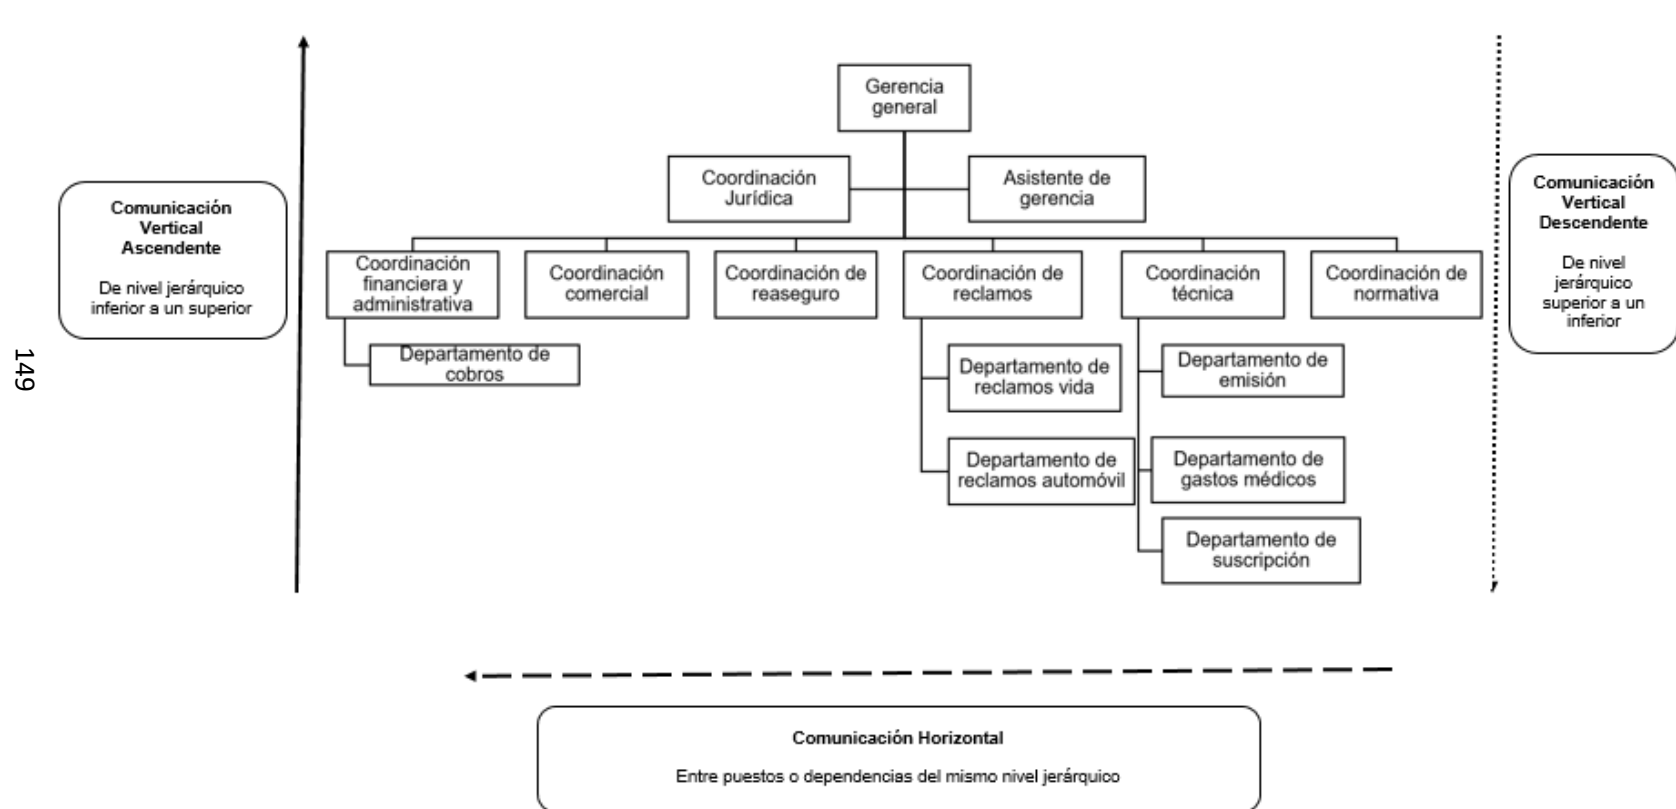 Gerencia
general
Coordinación
Jurídica
Asistente de
gerencia
Comunicación
Vertical
Ascendente
De nivel jerárquico
inferior a un superior
Comunicación
Vertical
Descendente
De nivel
jerárquico
superior a un
inferior
Coordinación
financiera y
administrativa
Coordinación
comercial
Coordinación de
reaseguro
Coordinación de
reclamos
Coordinación
técnica
Coordinación de
normativa
Departamento de
cobros
Departamento de
reclamos vida
Departamento de
reclamos automóvil
Departamento de
emisión
Departamento de
gastos médicos
Departamento de
suscripción
149
Comunicación Horizontal
Entre puestos o dependencias del mismo nivel jerárquico